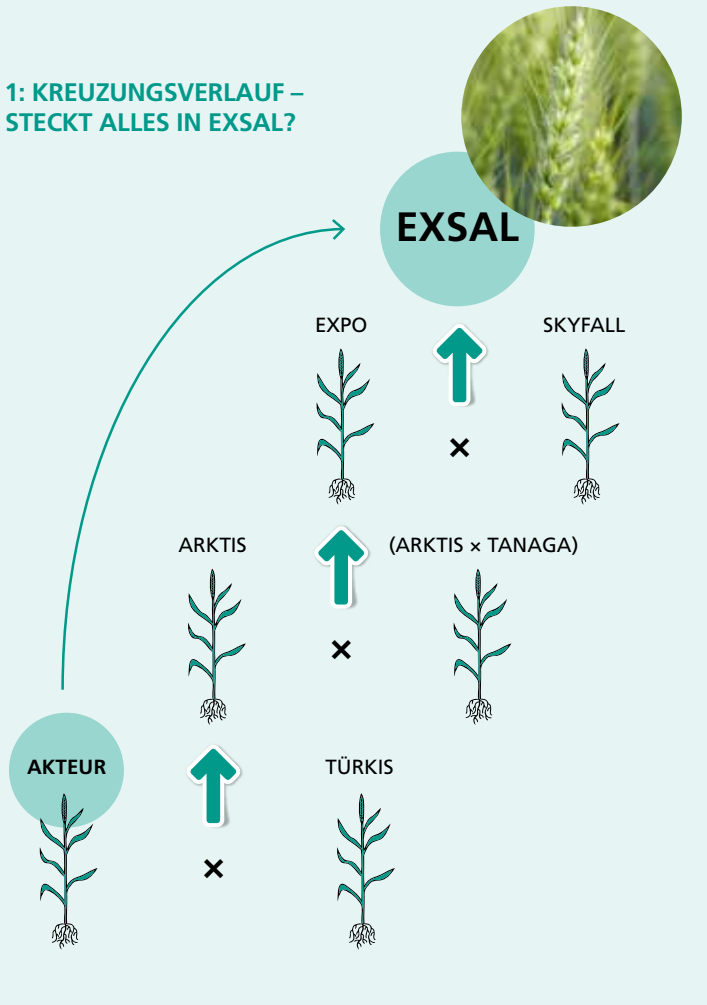 1: KREUZUNGSVERLAUF –
STECKT ALLES IN EXSAL?
EXSAL
EXPO
SKYFALL
×
ARKTIS
(ARKTIS × TANAGA)
×
AKTEUR
TÜRKIS
×